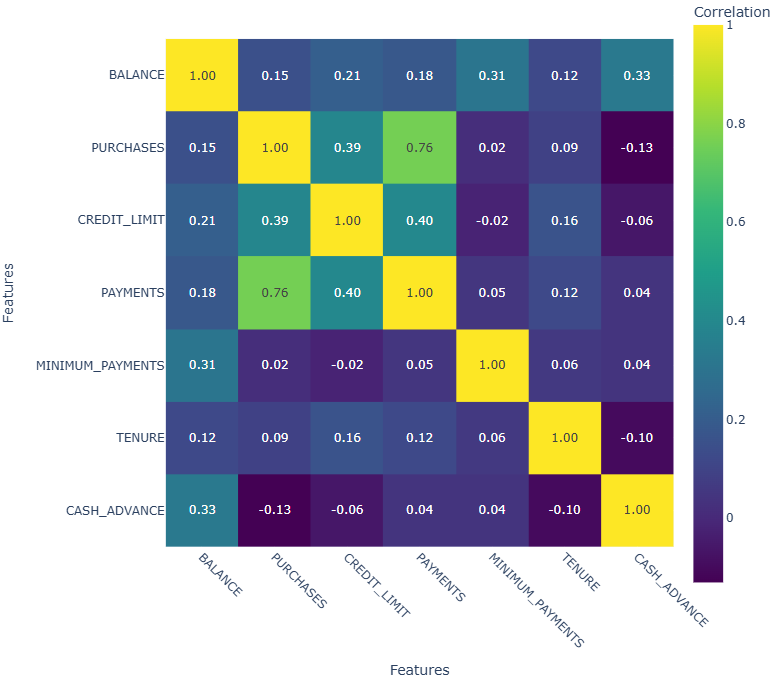 Correlation
1
0.8
0.6
0.4
0.2
0
Features
BALANCE 1.00 0.15 0.21 0.18 0.31 0.12 0.33
PURCHASES 0.15 1.00 0.39 0.76 0.02 0.09 -0.13
CREDIT_LIMIT 0.21 0.39 1.00 0.40 -0.02 0.16 -0.06
PAYMENTS 0.18 0.76 0.40 1.00 0.05 0.12 0.04
MINIMUM_PAYMENTS 0.31 0.02 -0.02 0.05 1.00 0.06 0.04
TENURE 0.12 0.09 0.16 0.12 0.06 1.00 -0.10
CASH_ADVANCE 0.33 -0.13 -0.06 0.04 0.04 -0.10 1.00
BALANCE PURCHASES CREDIT_LIMIT PAYMENTS MINIMUM_PAYMENTS TENURE CASH_ADVANCE
Features